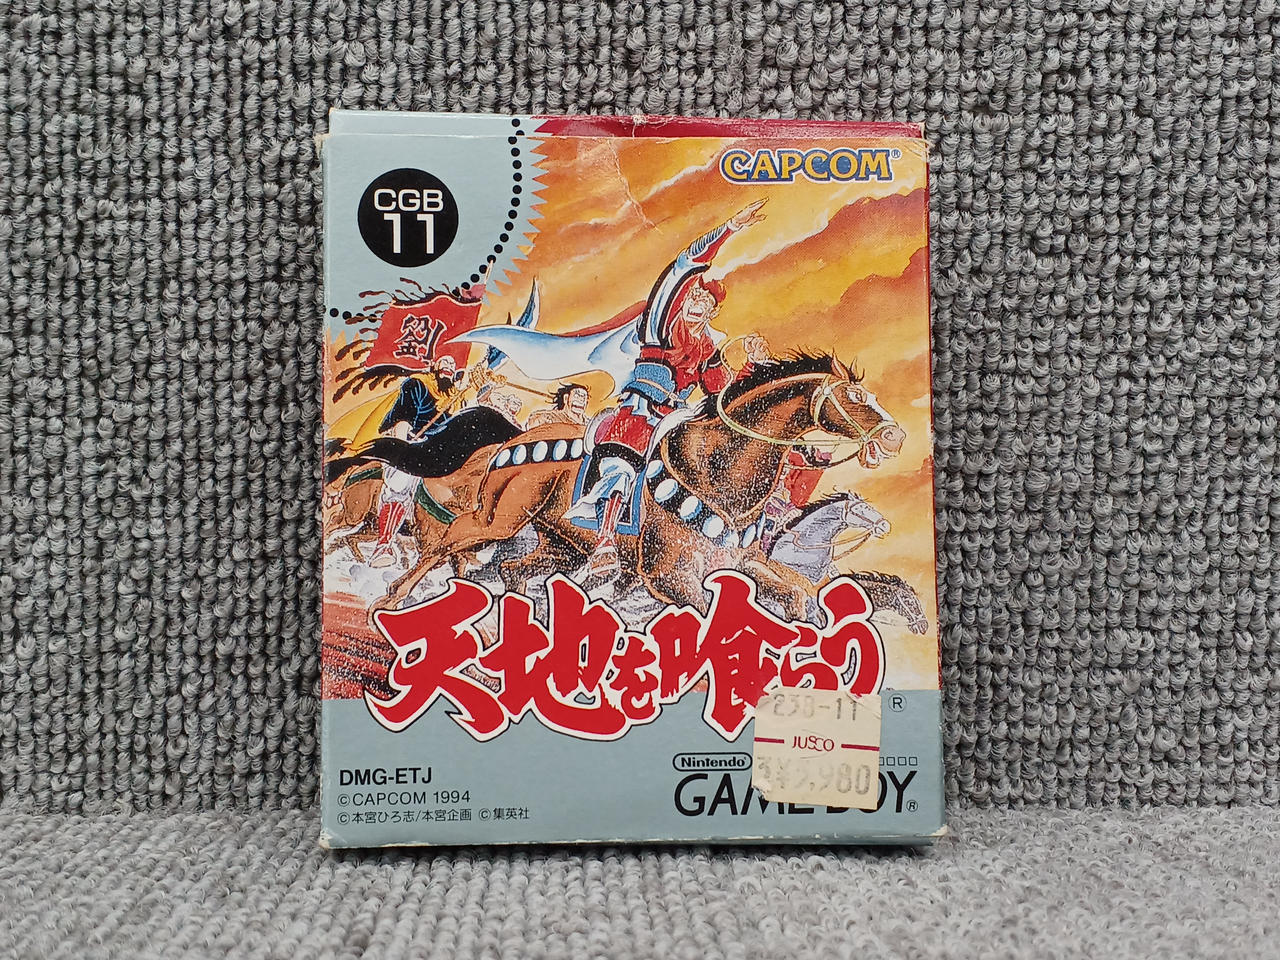 CAPCOM®
CGB
11
劉
天地を喰らう
®
238-11
JUSCO
¥3,980
Nintendo®
GAME BOY®
DMG-ETJ
©CAPCOM 1994
©本宮ひろ志/本宮企画 ©集英社